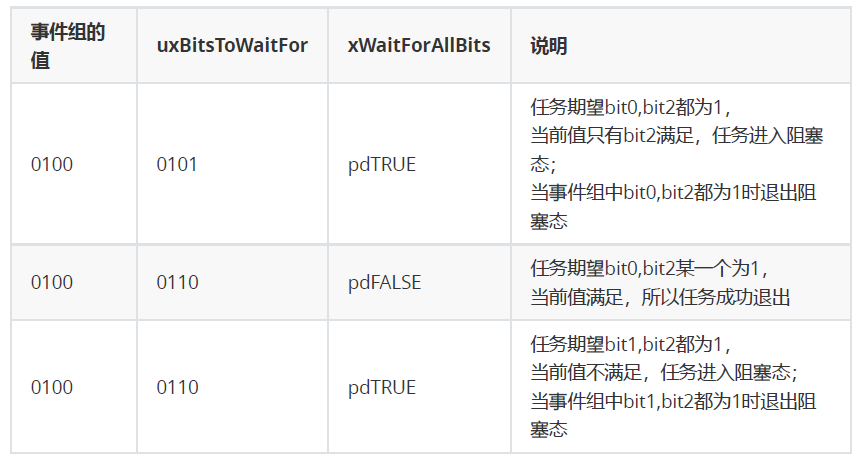 事件组的
值
uxBitsToWaitFor
xWaitForAllBits
说明
0100
0101
pdTRUE
任务期望bit0,bit2都为1，
当前值只有bit2满足，任务进入阻塞
态；
当事件组中bit0,bit2都为1时退出阻
塞态
0100
0110
pdFALSE
任务期望bit0,bit2某一个为1，
当前值满足，所以任务成功退出
0100
0110
pdTRUE
任务期望bit1,bit2都为1，
当前值不满足，任务进入阻塞态；
当事件组中bit1,bit2都为1时退出阻
塞态